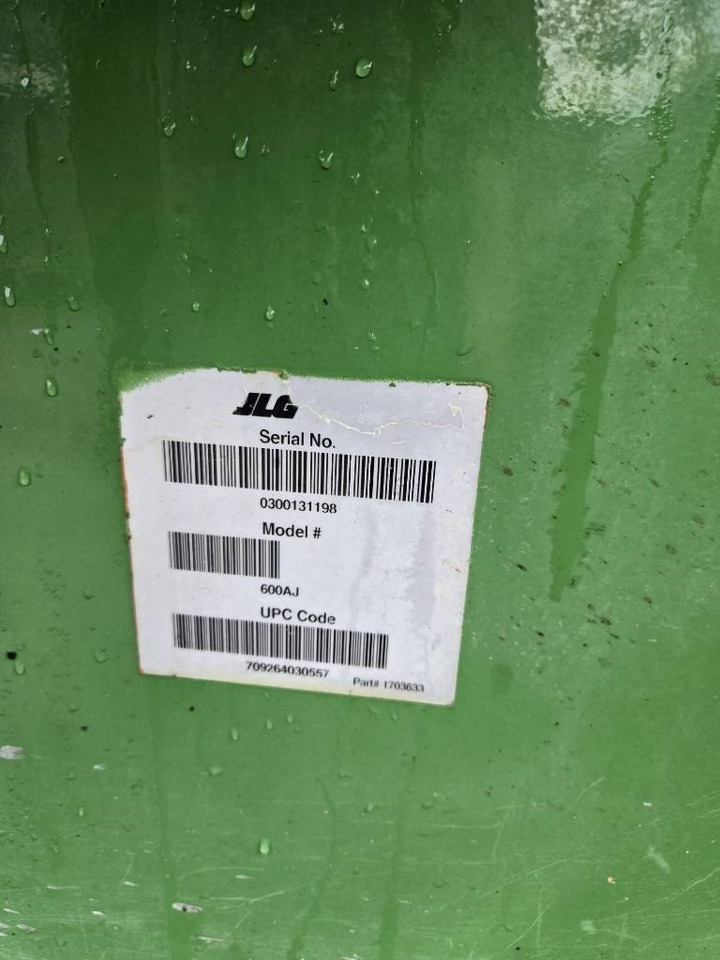 JLG
Serial No.
0300131198
Model #
600AJ
UPC Code
709264030557
Part# 1703633